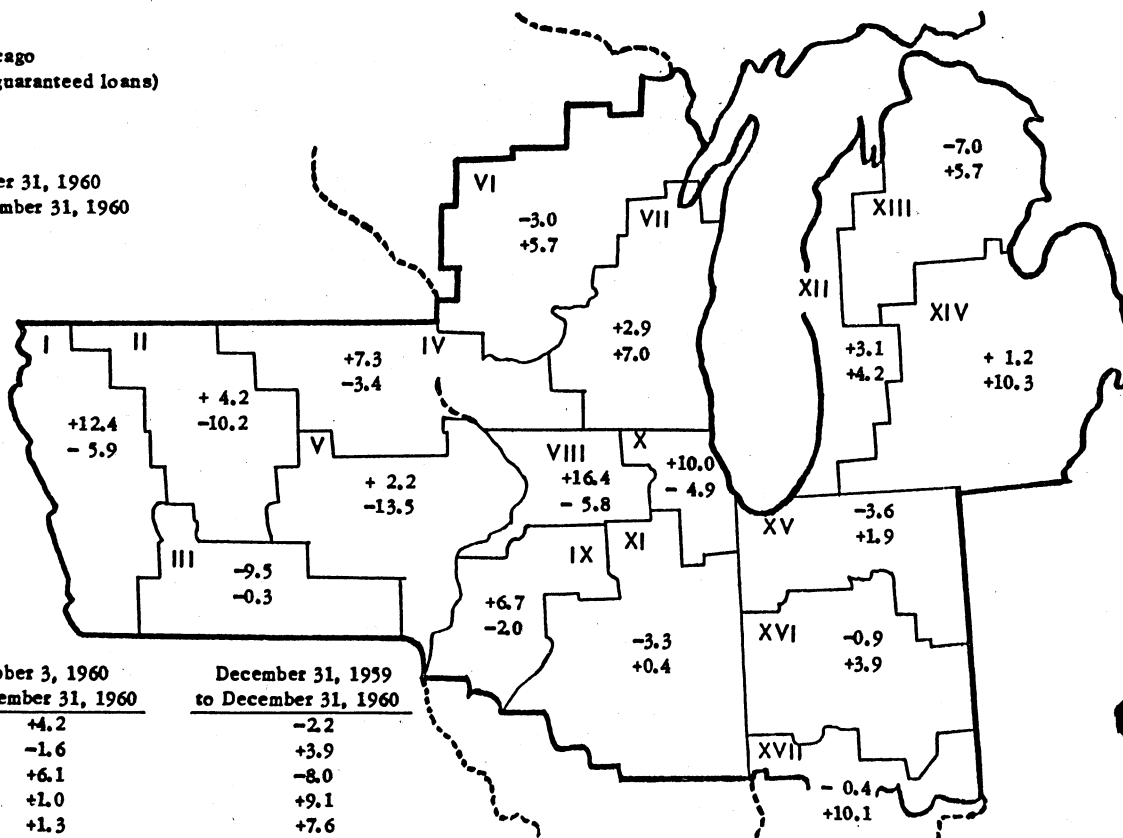 cago
guaranteed loans)
er 31, 1960
mber 31, 1960
-7.0
+5.7
VI
XIII
-3.0
+5.7
VII
XII
XIV
+2.9
+7.0
I
II
+7.3
-3.4
IV
+3.1
+4.2
+ 1.2
+10.3
+ 4.2
-10.2
+12.4
- 5.9
V
VIII
X
+16.4
- 5.8
+10.0
- 4.9
+ 2.2
-13.5
XV
-3.6
+1.9
III
-9.5
-0.3
IX
XI
+6.7
-2.0
-3.3
+0.4
XVI
-0.9
+3.9
ober 3, 1960
ember 31, 1960
December 31, 1959
to December 31, 1960
+4.2 -2.2
-1.6 +3.9
+6.1 -8.0
+1.0 +9.1
+1.3 +7.6
XVII
- 0.4
+10.1